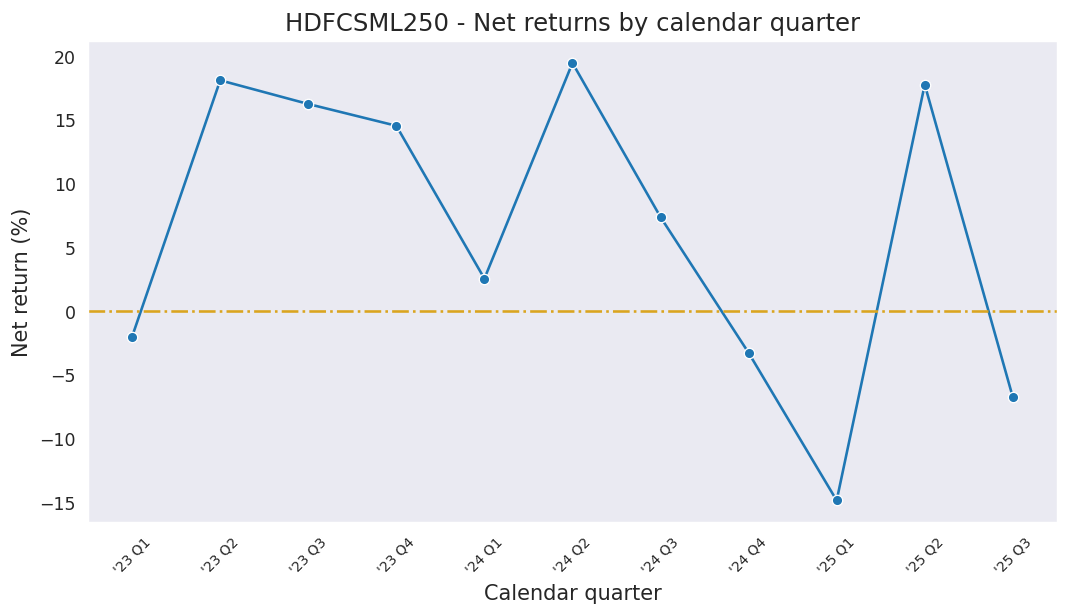 HDFCSML250 - Net returns by calendar quarter
Net return (%)
20
15
10
5
0
−5
−10
−15
'23 Q1
'23 Q2
'23 Q3
'23 Q4
'24 Q1
'24 Q2
'24 Q3
'24 Q4
'25 Q1
'25 Q2
'25 Q3
Calendar quarter